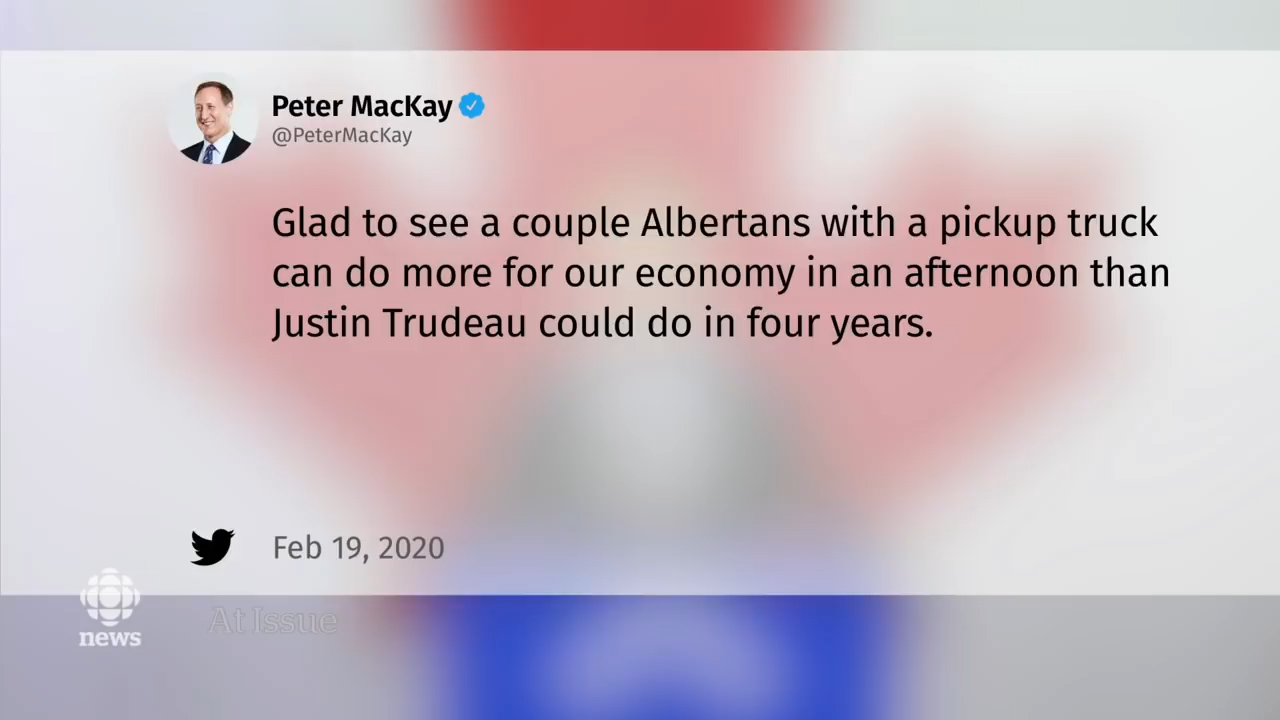 Peter MacKay
@PeterMacKay
Glad to see a couple Albertans with a pickup truck
can do more for our economy in an afternoon than
Justin Trudeau could do in four years.
Feb 19, 2020
At Issue
news